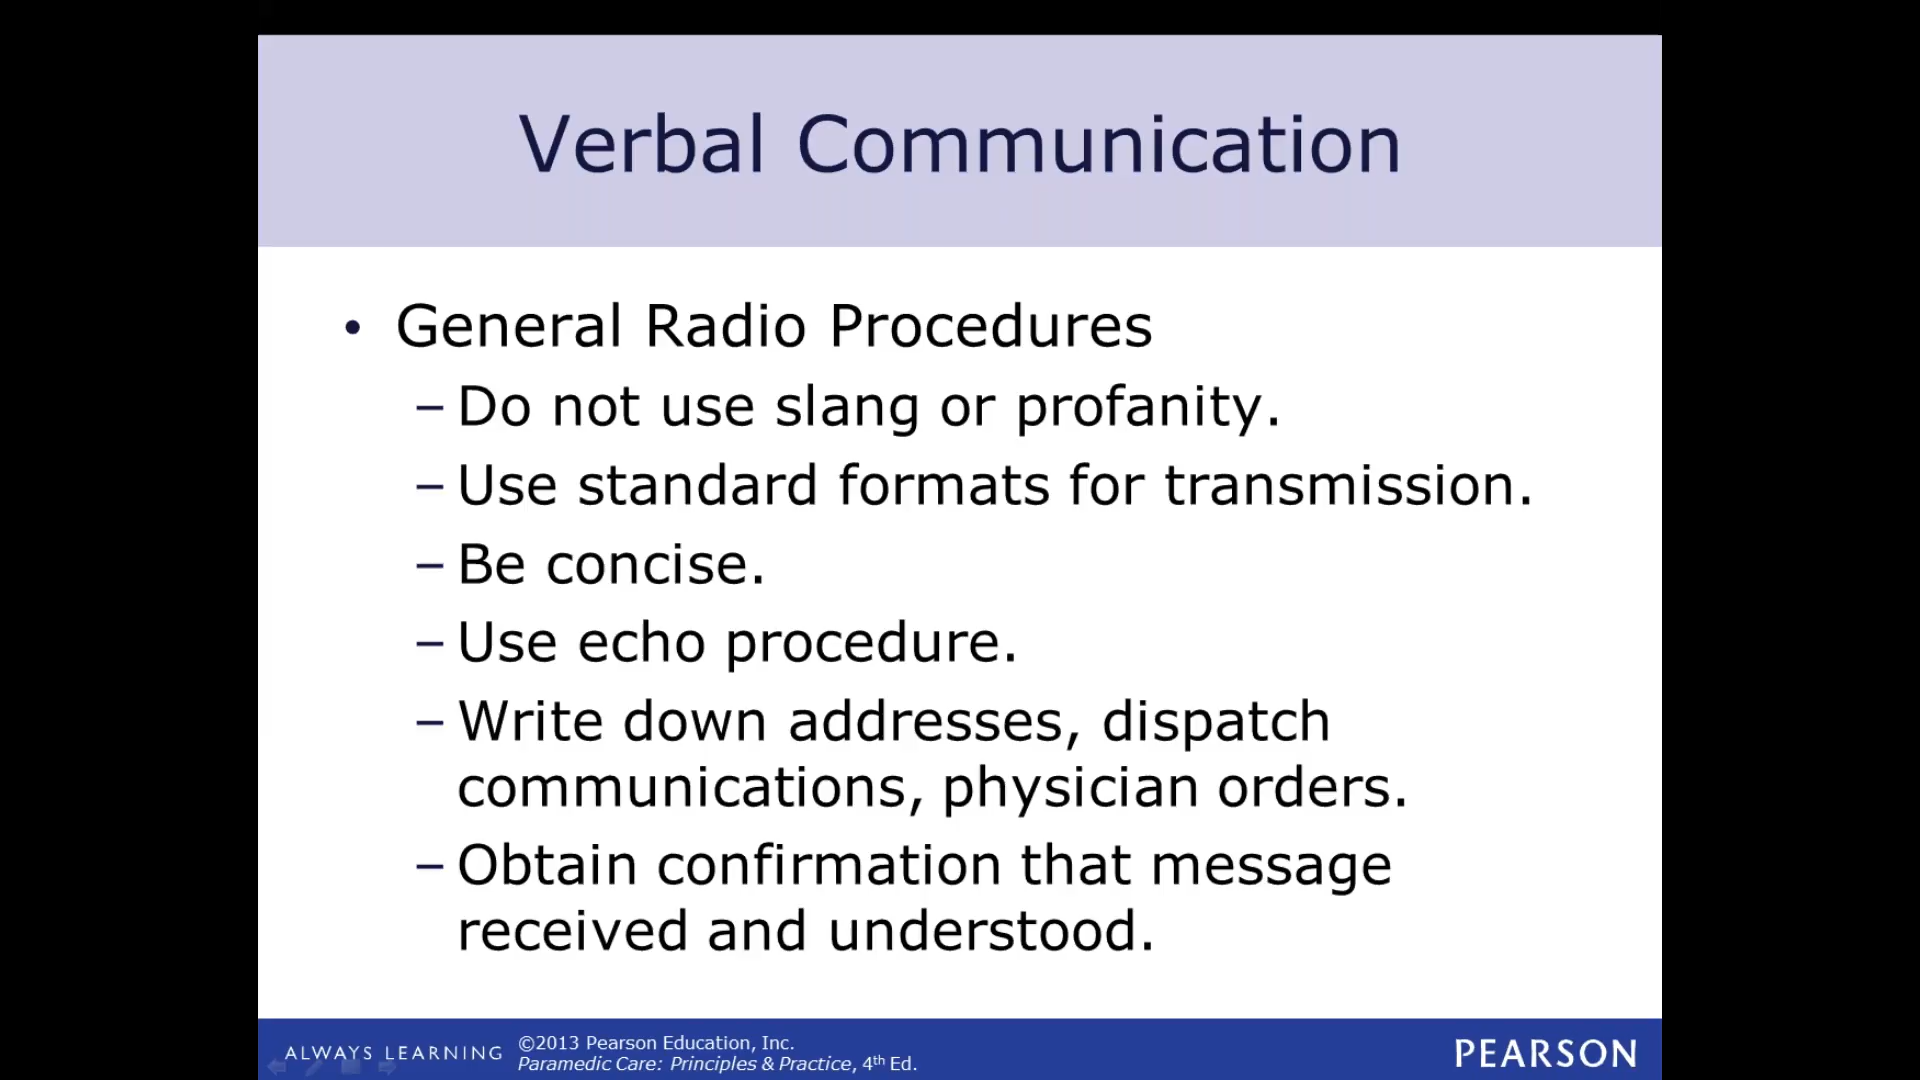 Verbal Communication
• General Radio Procedures
– Do not use slang or profanity.
– Use standard formats for transmission.
– Be concise.
– Use echo procedure.
– Write down addresses, dispatch
communications, physician orders.
– Obtain confirmation that message
received and understood.
ALWAYS LEARNING
©2013 Pearson Education, Inc.
Paramedic Care: Principles & Practice, 4th Ed.
PEARSON